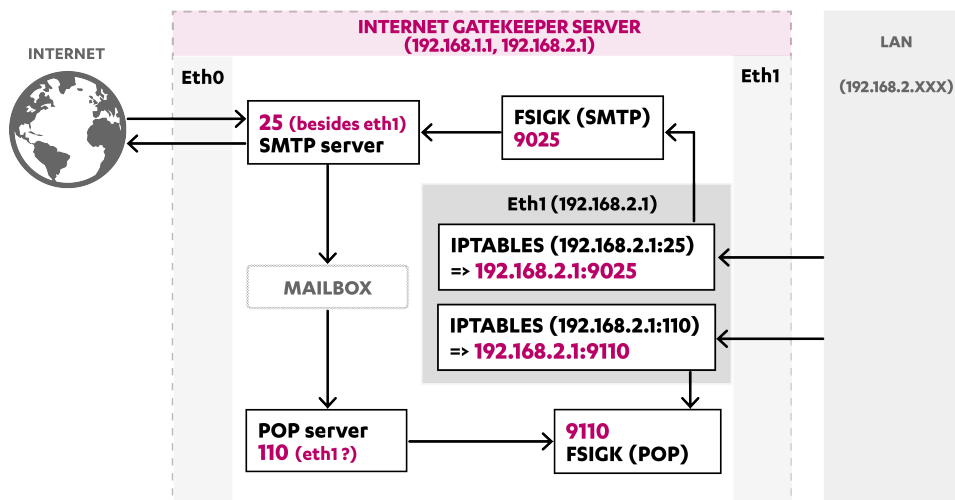 INTERNET GATEKEEPER SERVER
(192.168.1.1, 192.168.2.1)
INTERNET
Eth0
Eth1
LAN
(192.168.2.XXX)
25 (besides eth1)
SMTP server
FSIGK (SMTP)
9025
Eth1 (192.168.2.1)
IPTABLES (192.168.2.1:25)
=> 192.168.2.1:9025
MAILBOX
IPTABLES (192.168.2.1:110)
=> 192.168.2.1:9110
POP server
110 (eth1 ?)
9110
FSIGK (POP)